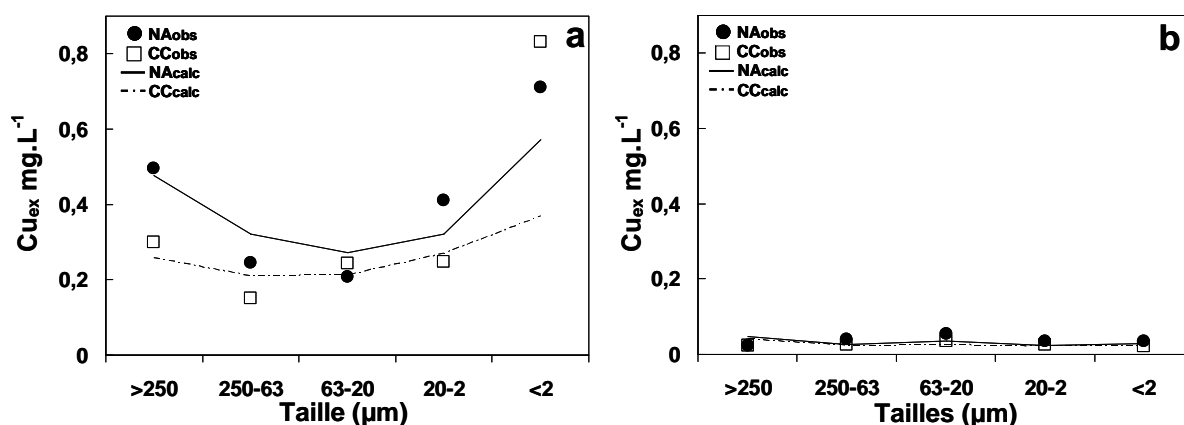 a
NAobs
CCobs
NAcalc
CCcalc
0,8
0,6
0,4
0,2
0
Cuex mg.L-1
>250 250-63 63-20 20-2 <2
Taille (µm)
b
NAobs
CCobs
NAcalc
CCcalc
0,8
0,6
0,4
0,2
0
Cuex mg.L-1
>250 250-63 63-20 20-2 <2
Tailles (µm)